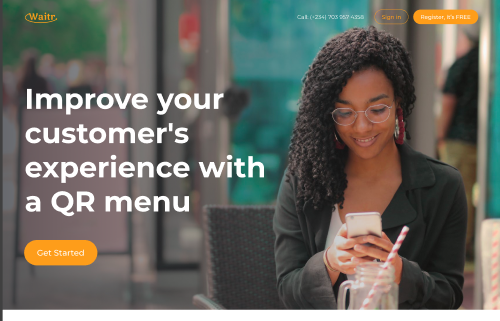 Waitr.
Call: (+234) 703 957 4358
Sign in
Register, it's FREE
Improve your
customer's
experience with
a QR menu
Get Started